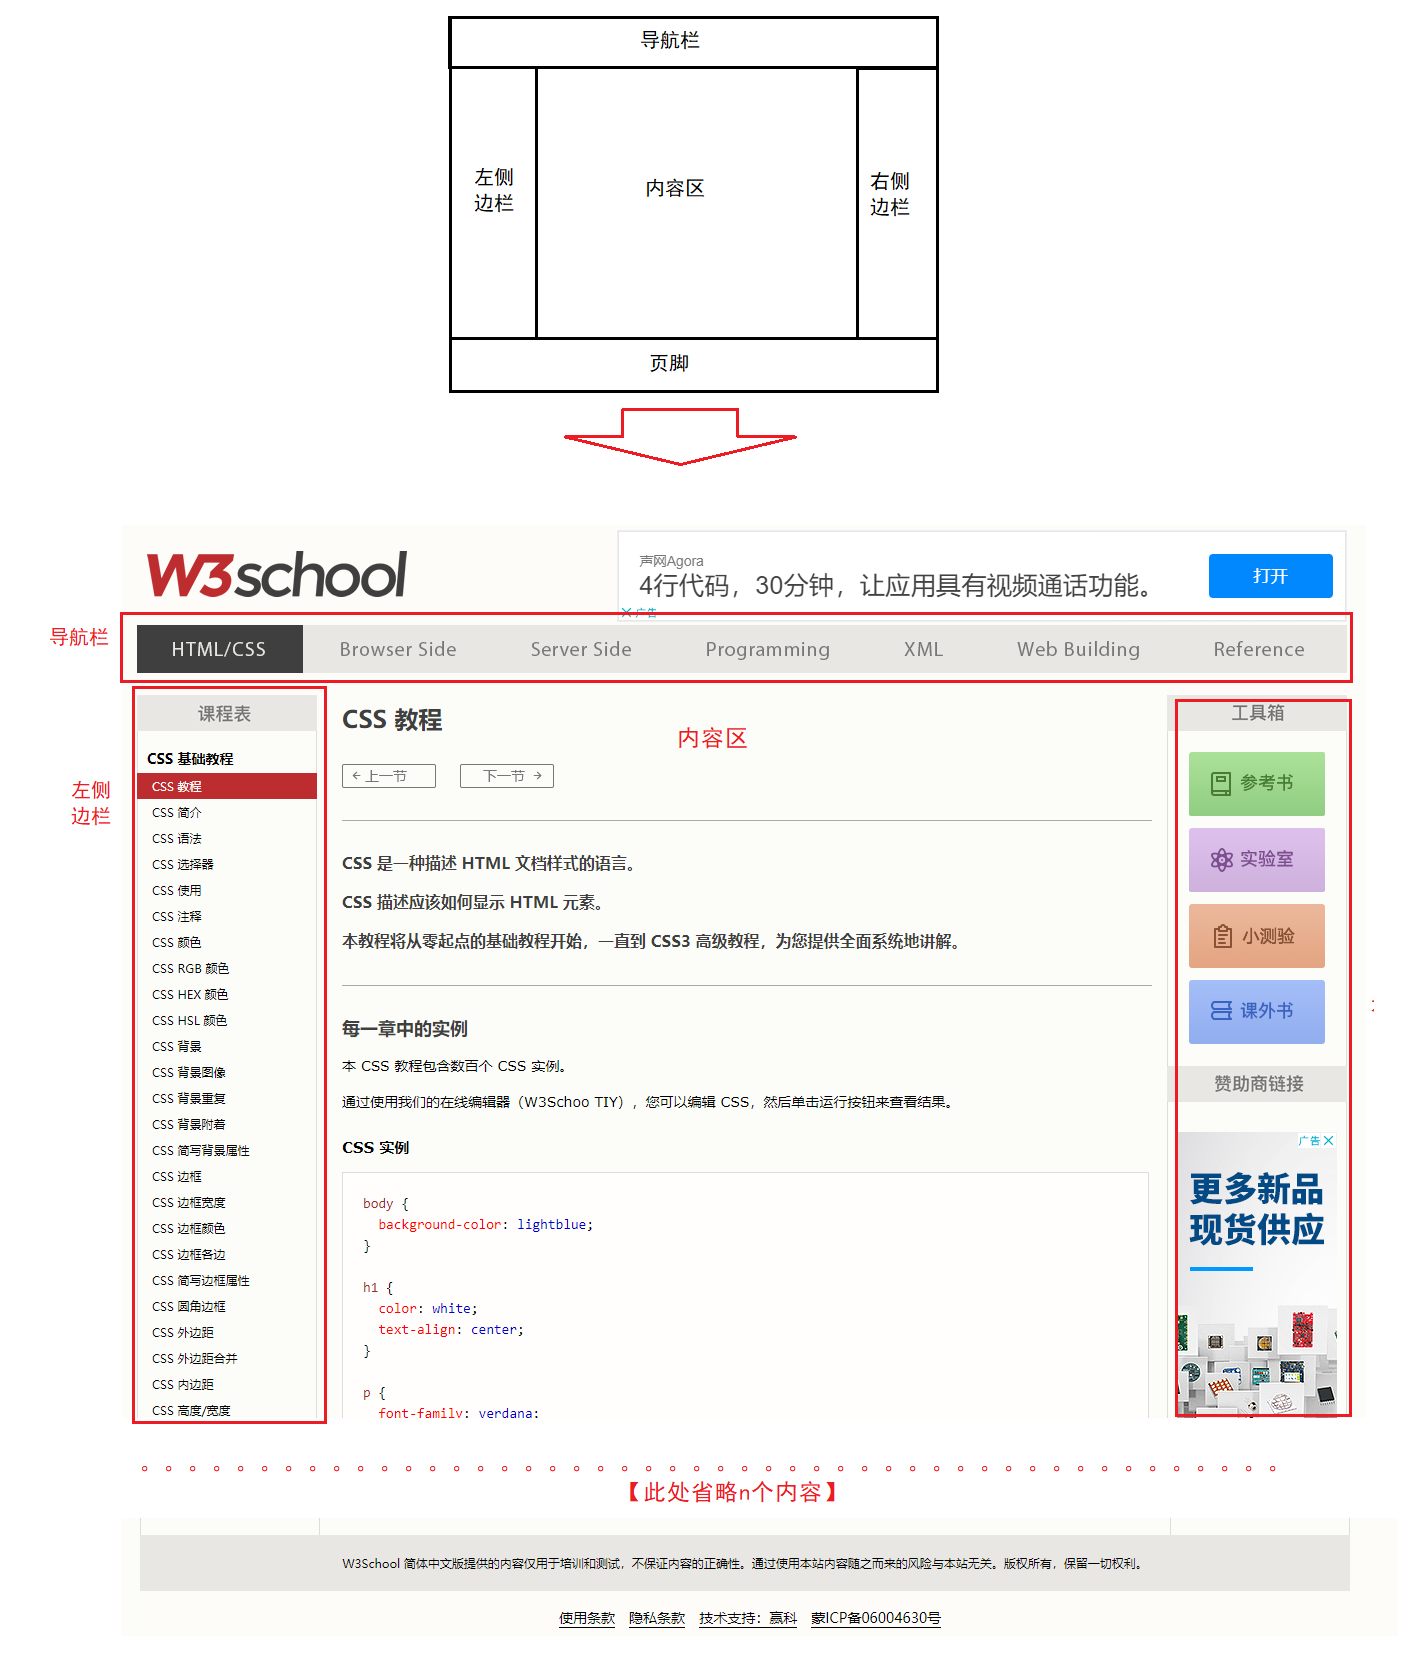 导航栏
左侧
边栏
内容区
右侧
边栏
页脚
W3school
声网Agora
4行代码，30分钟，让应用具有视频通话功能。
打开
广告
导航栏
HTML/CSS Browser Side Server Side Programming XML Web Building Reference
左侧
边栏
课程表
CSS 基础教程
CSS 教程
CSS 简介
CSS 语法
CSS 选择器
CSS 使用
CSS 注释
CSS 颜色
CSS RGB 颜色
CSS HEX 颜色
CSS HSL 颜色
CSS 背景
CSS 背景图像
CSS 背景重复
CSS 背景附着
CSS 简写背景属性
CSS 边框
CSS 边框宽度
CSS 边框颜色
CSS 边框各边
CSS 简写边框属性
CSS 圆角边框
CSS 外边距
CSS 外边距合并
CSS 内边距
CSS 高度/宽度
CSS 教程
内容区
← 上一节
下一节 →
CSS 是一种描述 HTML 文档样式的语言。
CSS 描述应该如何显示 HTML 元素。
本教程将从零起点的基础教程开始，一直到 CSS3 高级教程，为您提供全面系统地讲解。
每一章中的实例
本 CSS 教程包含数百个 CSS 实例。
通过使用我们的在线编辑器（W3Schoo TIY），您可以编辑 CSS，然后单击运行按钮来查看结果。
CSS 实例
body {
background-color: lightblue;
}
h1 {
color: white;
text-align: center;
}
p {
font-family: verdana;
工具箱
参考书
实验室
小测验
课外书
赞助商链接
广告
更多新品
现货供应
。。。。。。。。。。。。。。。。。。。。。。。。。。。。。。。。。。。。。。。。。。。。。。。。
【此处省略n个内容】
W3School 简体中文版提供的内容仅用于培训和测试，不保证内容的正确性。通过使用本站内容随之而来的风险与本站无关。版权所有，保留一切权利。
使用条款 隐私条款 技术支持：赢科 蒙ICP备06004630号